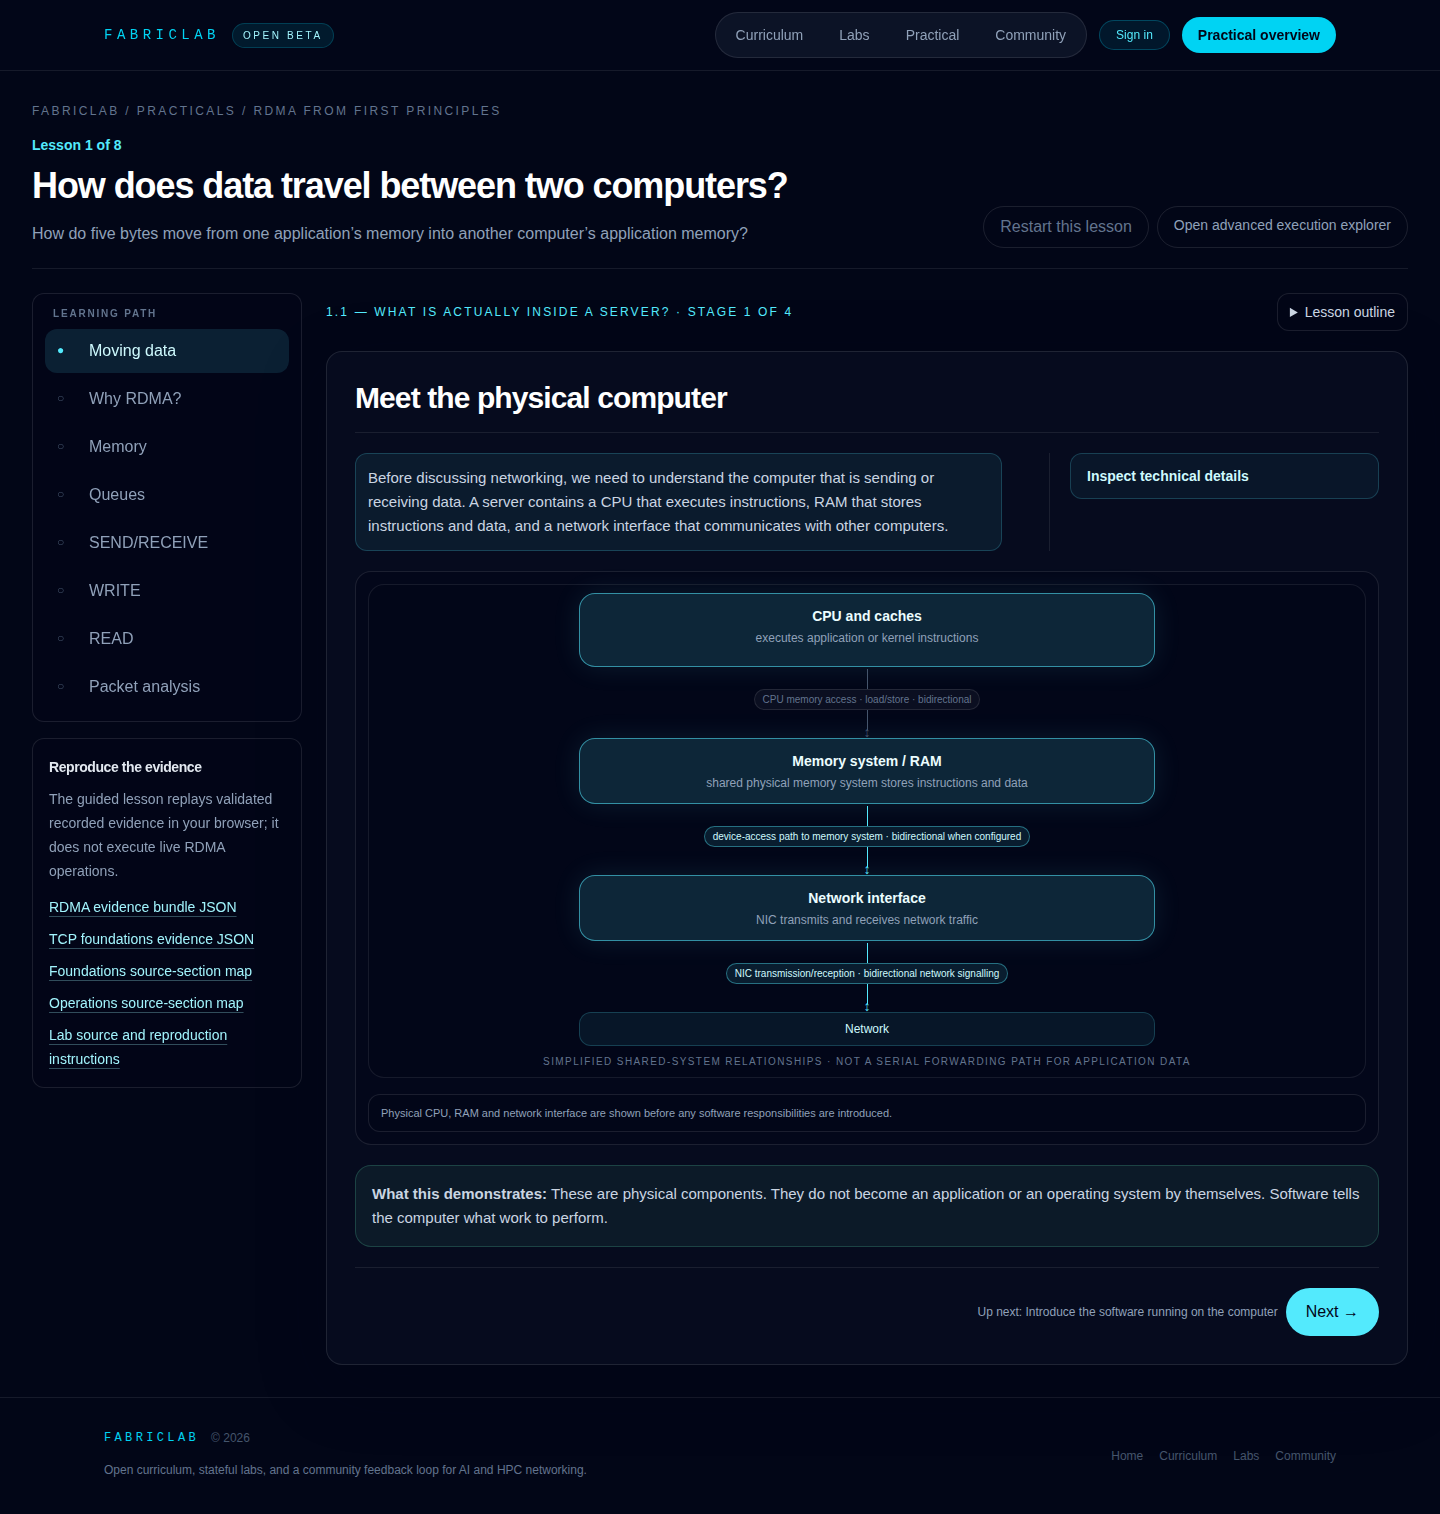 FABRICLAB OPEN BETA
Curriculum Labs Practical Community Sign in Practical overview
FABRICLAB / PRACTICALS / RDMA FROM FIRST PRINCIPLES
Lesson 1 of 8
How does data travel between two computers?
How do five bytes move from one application’s memory into another computer’s application memory?
Restart this lesson Open advanced execution explorer
LEARNING PATH
Moving data
Why RDMA?
Memory
Queues
SEND/RECEIVE
WRITE
READ
Packet analysis
Reproduce the evidence
The guided lesson replays validated
recorded evidence in your browser; it
does not execute live RDMA
operations.
RDMA evidence bundle JSON
TCP foundations evidence JSON
Foundations source-section map
Operations source-section map
Lab source and reproduction
instructions
1.1 — WHAT IS ACTUALLY INSIDE A SERVER? · STAGE 1 OF 4
▶ Lesson outline
Meet the physical computer
Before discussing networking, we need to understand the computer that is sending or
receiving data. A server contains a CPU that executes instructions, RAM that stores
instructions and data, and a network interface that communicates with other computers.
Inspect technical details
CPU and caches
executes application or kernel instructions
CPU memory access · load/store · bidirectional
↕
Memory system / RAM
shared physical memory system stores instructions and data
device-access path to memory system · bidirectional when configured
↕
Network interface
NIC transmits and receives network traffic
NIC transmission/reception · bidirectional network signalling
↕
Network
SIMPLIFIED SHARED-SYSTEM RELATIONSHIPS · NOT A SERIAL FORWARDING PATH FOR APPLICATION DATA
Physical CPU, RAM and network interface are shown before any software responsibilities are introduced.
What this demonstrates: These are physical components. They do not become an application or an operating system by themselves. Software tells
the computer what work to perform.
Up next: Introduce the software running on the computer Next →
FABRICLAB © 2026
Open curriculum, stateful labs, and a community feedback loop for AI and HPC networking.
Home Curriculum Labs Community